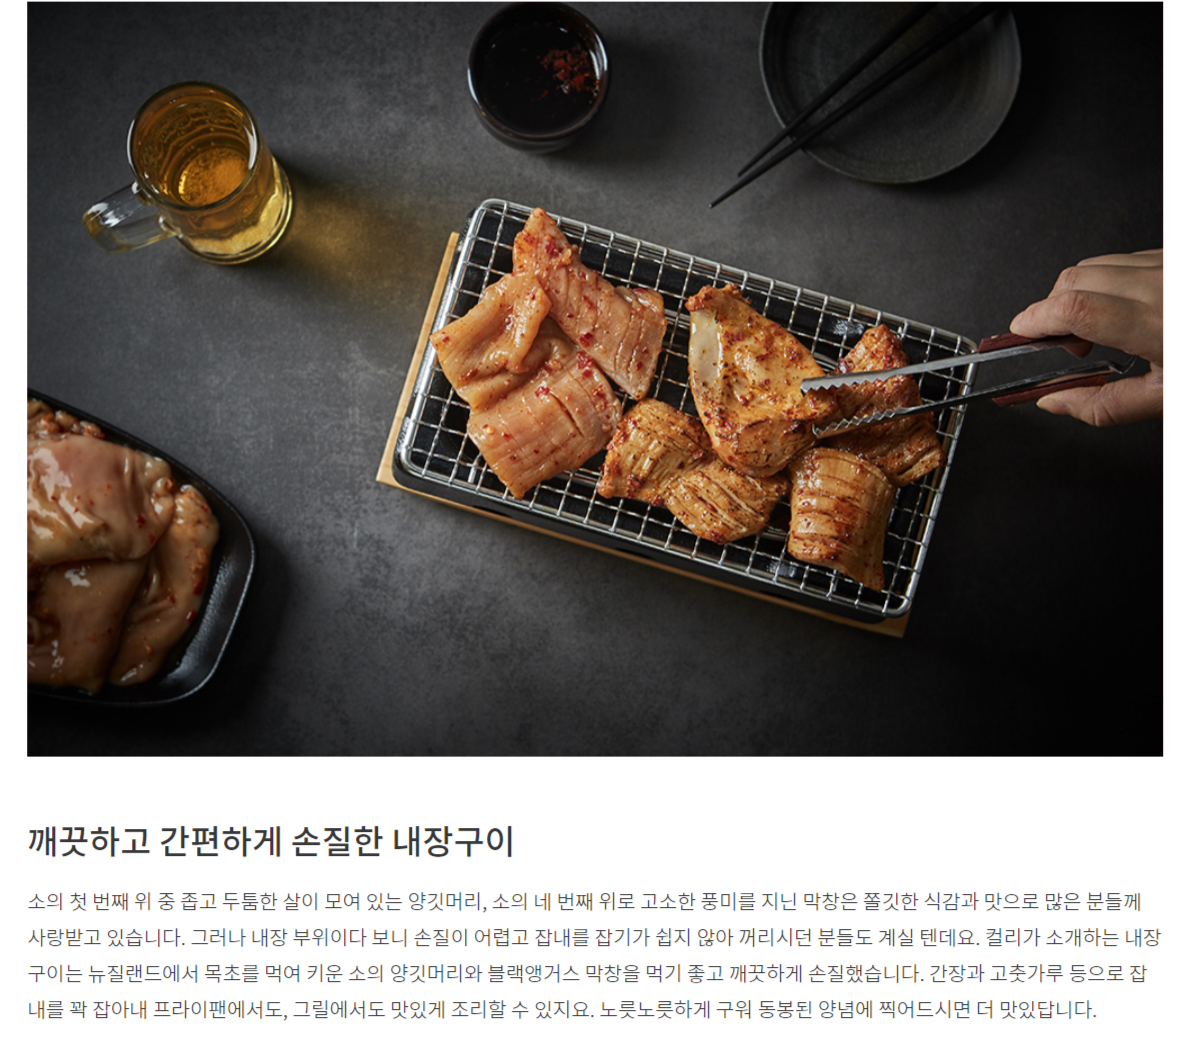 깨끗하고 간편하게 손질한 내장구이
소의 첫 번째 위 중 좁고 두툼한 살이 모여 있는 양깃머리, 소의 네 번째 위로 고소한 풍미를 지닌 막창은 쫄깃한 식감과 맛으로 많은 분들께
사랑받고 있습니다. 그러나 내장 부위이다 보니 손질이 어렵고 잡내를 잡기가 쉽지 않아 꺼리시던 분들도 계실 텐데요. 컬리가 소개하는 내장
구이는 뉴질랜드에서 목초를 먹여 키운 소의 양깃머리와 블랙앵거스 막창을 먹기 좋고 깨끗하게 손질했습니다. 간장과 고춧가루 등으로 잡
내를 꽉 잡아내 프라이팬에서도, 그릴에서도 맛있게 조리할 수 있지요. 노릇노릇하게 구워 동봉된 양념에 찍어드시면 더 맛있답니다.